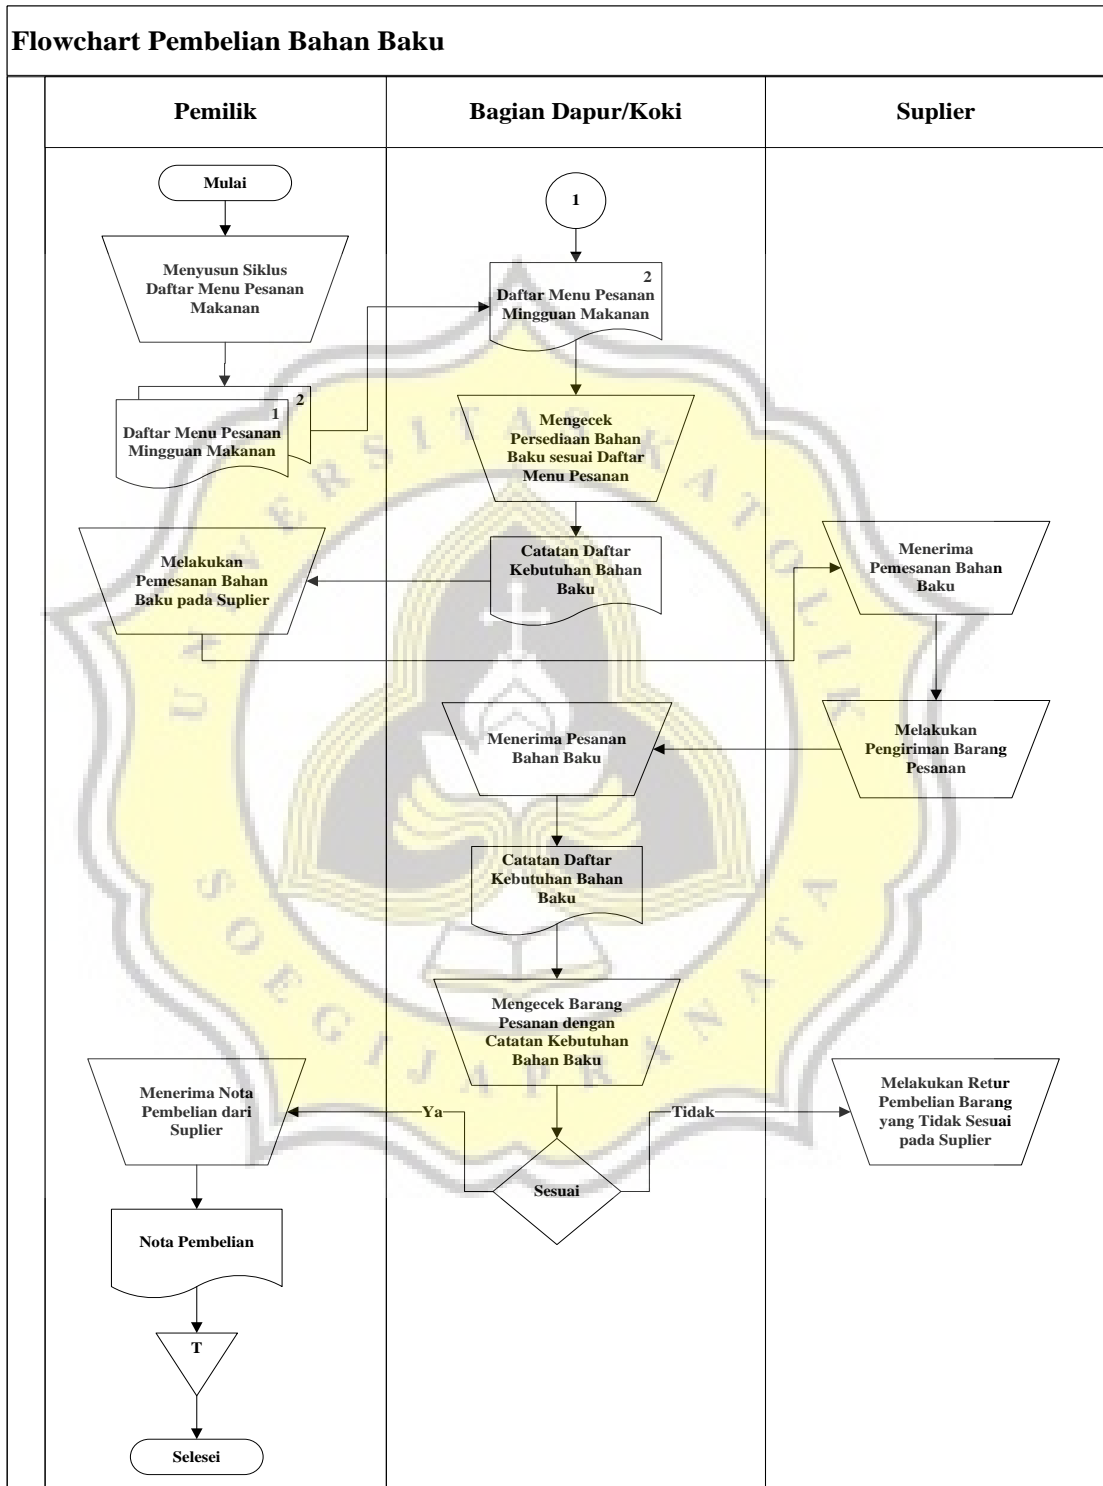 Flowchart Pembelian Bahan Baku
Pemilik
Bagian Dapur/Koki
Suplier
Mulai
Menyusun Siklus
Daftar Menu Pesanan
Makanan
2
1
Daftar Menu Pesanan
Mingguan Makanan
Melakukan
Pemesanan Bahan
Baku pada Suplier
Menerima Nota
Pembelian dari
Suplier
Nota Pembelian
T
Selesei
1
2
Daftar Menu Pesanan
Mingguan Makanan
Mengecek
Persediaan Bahan
Baku sesuai Daftar
Menu Pesanan
Catatan Daftar
Kebutuhan Bahan
Baku
Menerima Pesanan
Bahan Baku
Catatan Daftar
Kebutuhan Bahan
Baku
Mengecek Barang
Pesanan dengan
Catatan Kebutuhan
Bahan Baku
Ya
Tidak
Sesuai
Menerima
Pemesanan Bahan
Baku
Melakukan
Pengiriman Barang
Pesanan
Melakukan Retur
Pembelian Barang
yang Tidak Sesuai
pada Suplier
UNIVERSITAS KATOLIK
SOEGIJAPRANATA